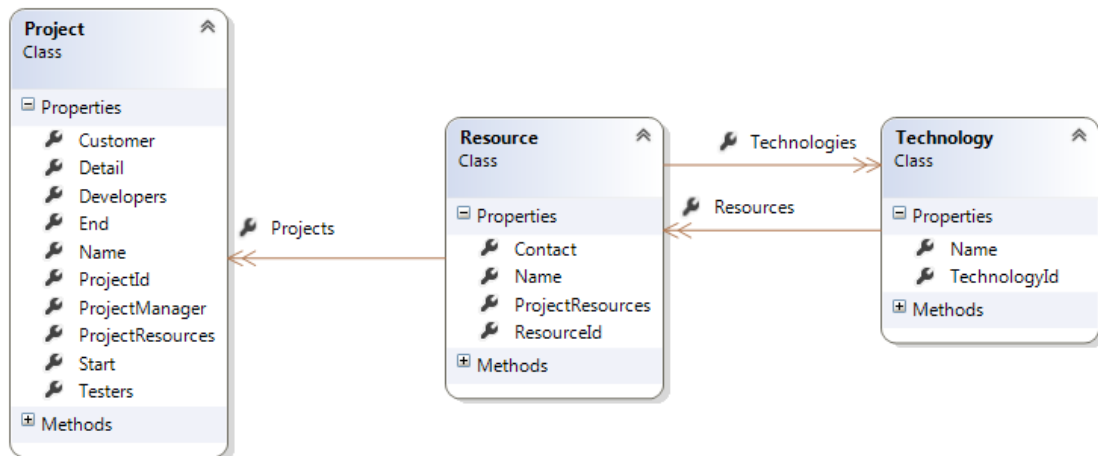 Project
Class
Properties
Customer
Detail
Developers
End
Name
ProjectId
ProjectManager
ProjectResources
Start
Testers
Methods
Projects
Resource
Class
Properties
Contact
Name
ProjectResources
ResourceId
Methods
Technologies
Resources
Technology
Class
Properties
Name
TechnologyId
Methods